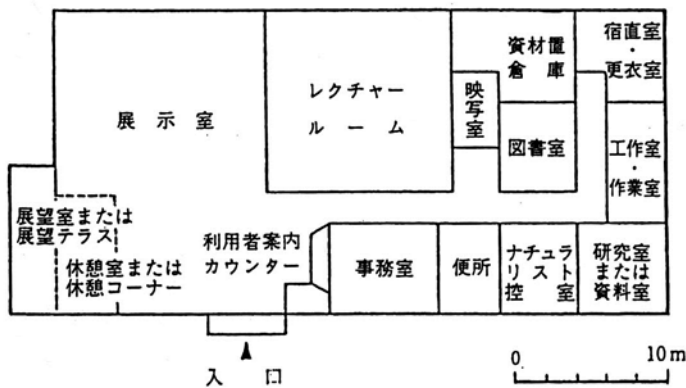 宿直室
・
更衣室
資材置
倉庫
レクチャー
ルーム
映写室
展示室
図書室
工作室
・
作業室
展望室または
展望テラス
利用者案内
カウンター
休憩室または
休憩コーナー
事務室
便所
ナチュラ
リスト
控室
研究室
または
資料室
入口
0 10m